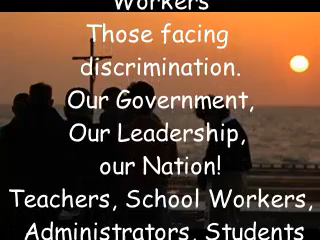 Workers
Those facing
discrimination.
Our Government,
Our Leadership,
our Nation!
Teachers, School Workers,
Administrators, Students